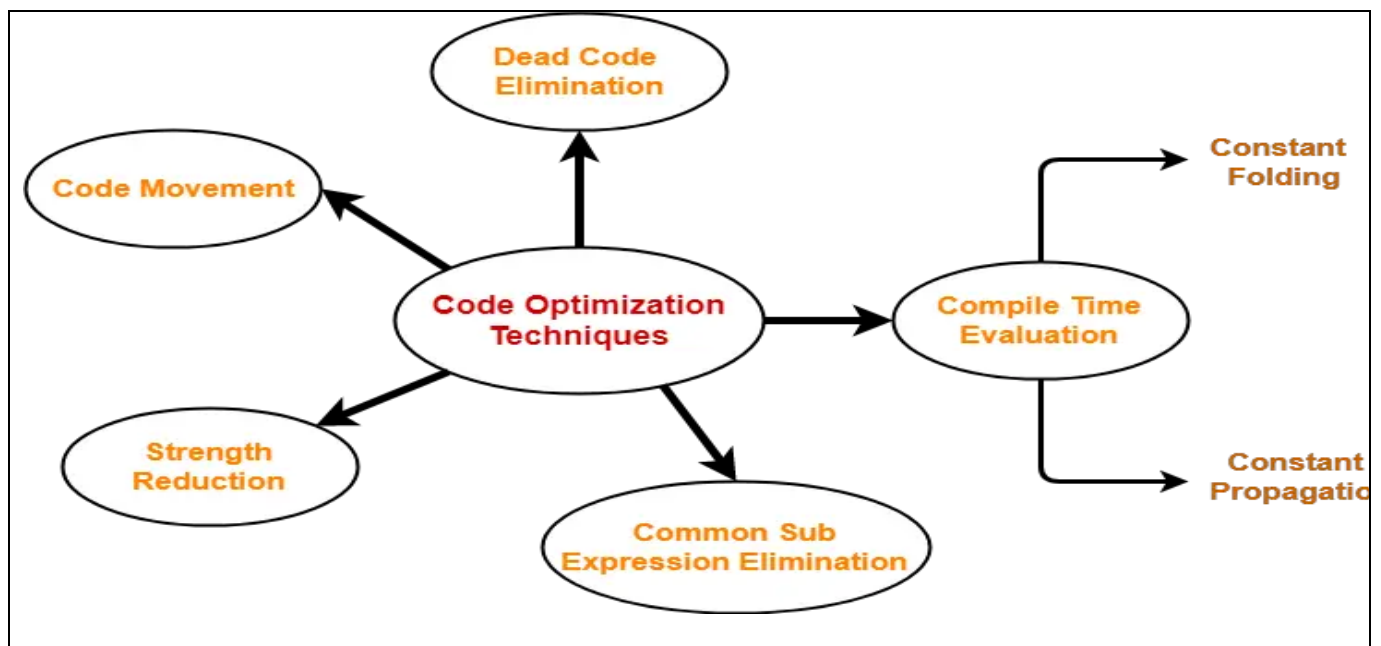 Dead Code
Elimination
Code Movement
Constant
Folding
Code Optimization
Techniques
Compile Time
Evaluation
Strength
Reduction
Constant
Propagatio
Common Sub
Expression Elimination